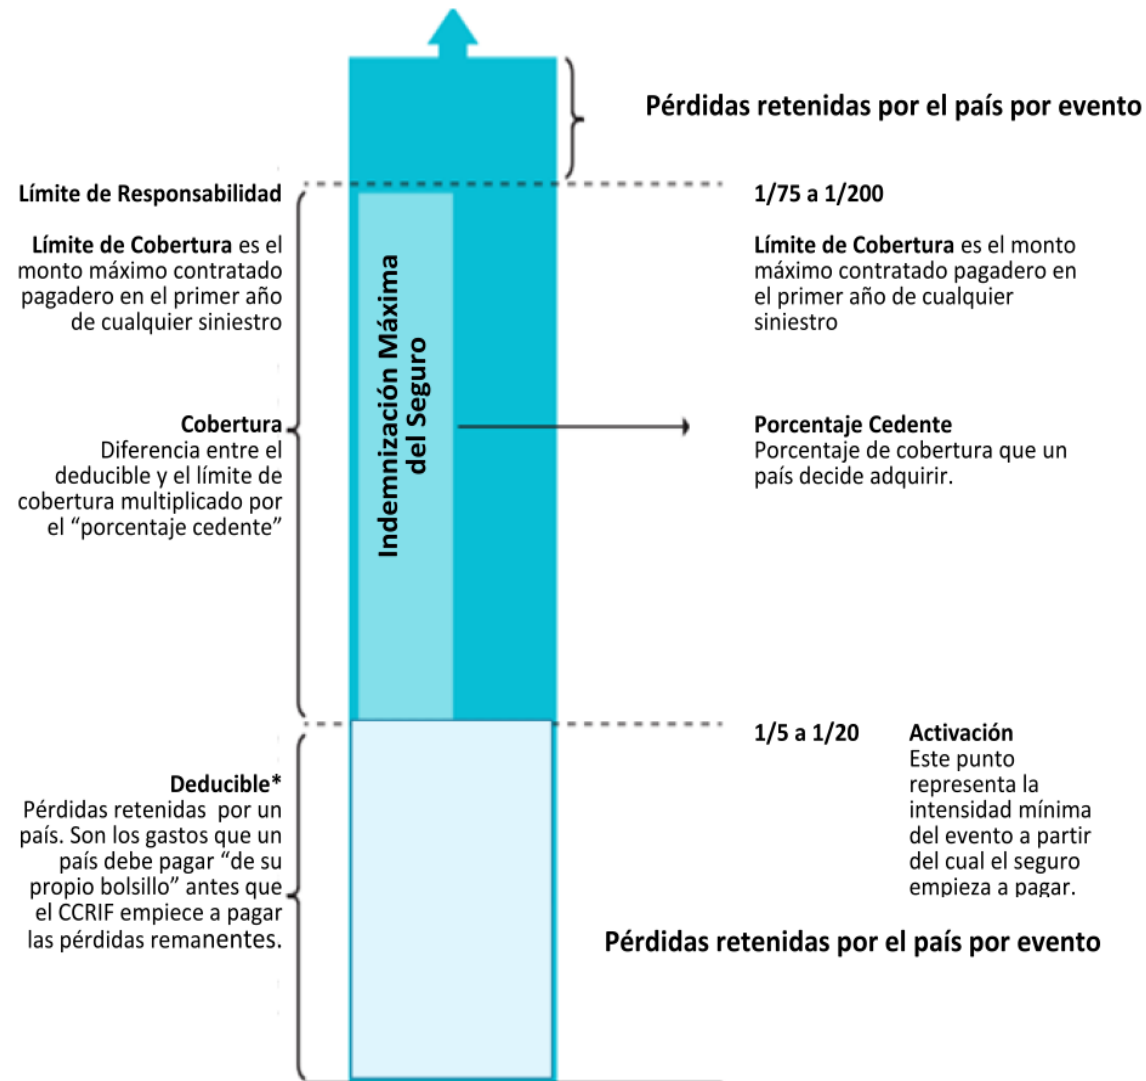 Pérdidas retenidas por el país por evento
Límite de Responsabilidad
Límite de Cobertura es el
monto máximo contratado
pagadero en el primer año
de cualquier siniestro
1/75 a 1/200
Límite de Cobertura es el monto
máximo contratado pagadero en
el primer año de cualquier
siniestro
Indemnización Máxima
del Seguro
Cobertura
Diferencia entre el
deducible y el límite de
cobertura multiplicado por
el “porcentaje cedente”
Porcentaje Cedente
Porcentaje de cobertura que un
país decide adquirir.
1/5 a 1/20
Activación
Este punto
representa la
intensidad mínima
del evento a partir
del cual el seguro
empieza a pagar.
Deducible*
Pérdidas retenidas por un
país. Son los gastos que un
país debe pagar “de su
propio bolsillo” antes que
el CCRIF empiece a pagar
las pérdidas remanentes.
Pérdidas retenidas por el país por evento